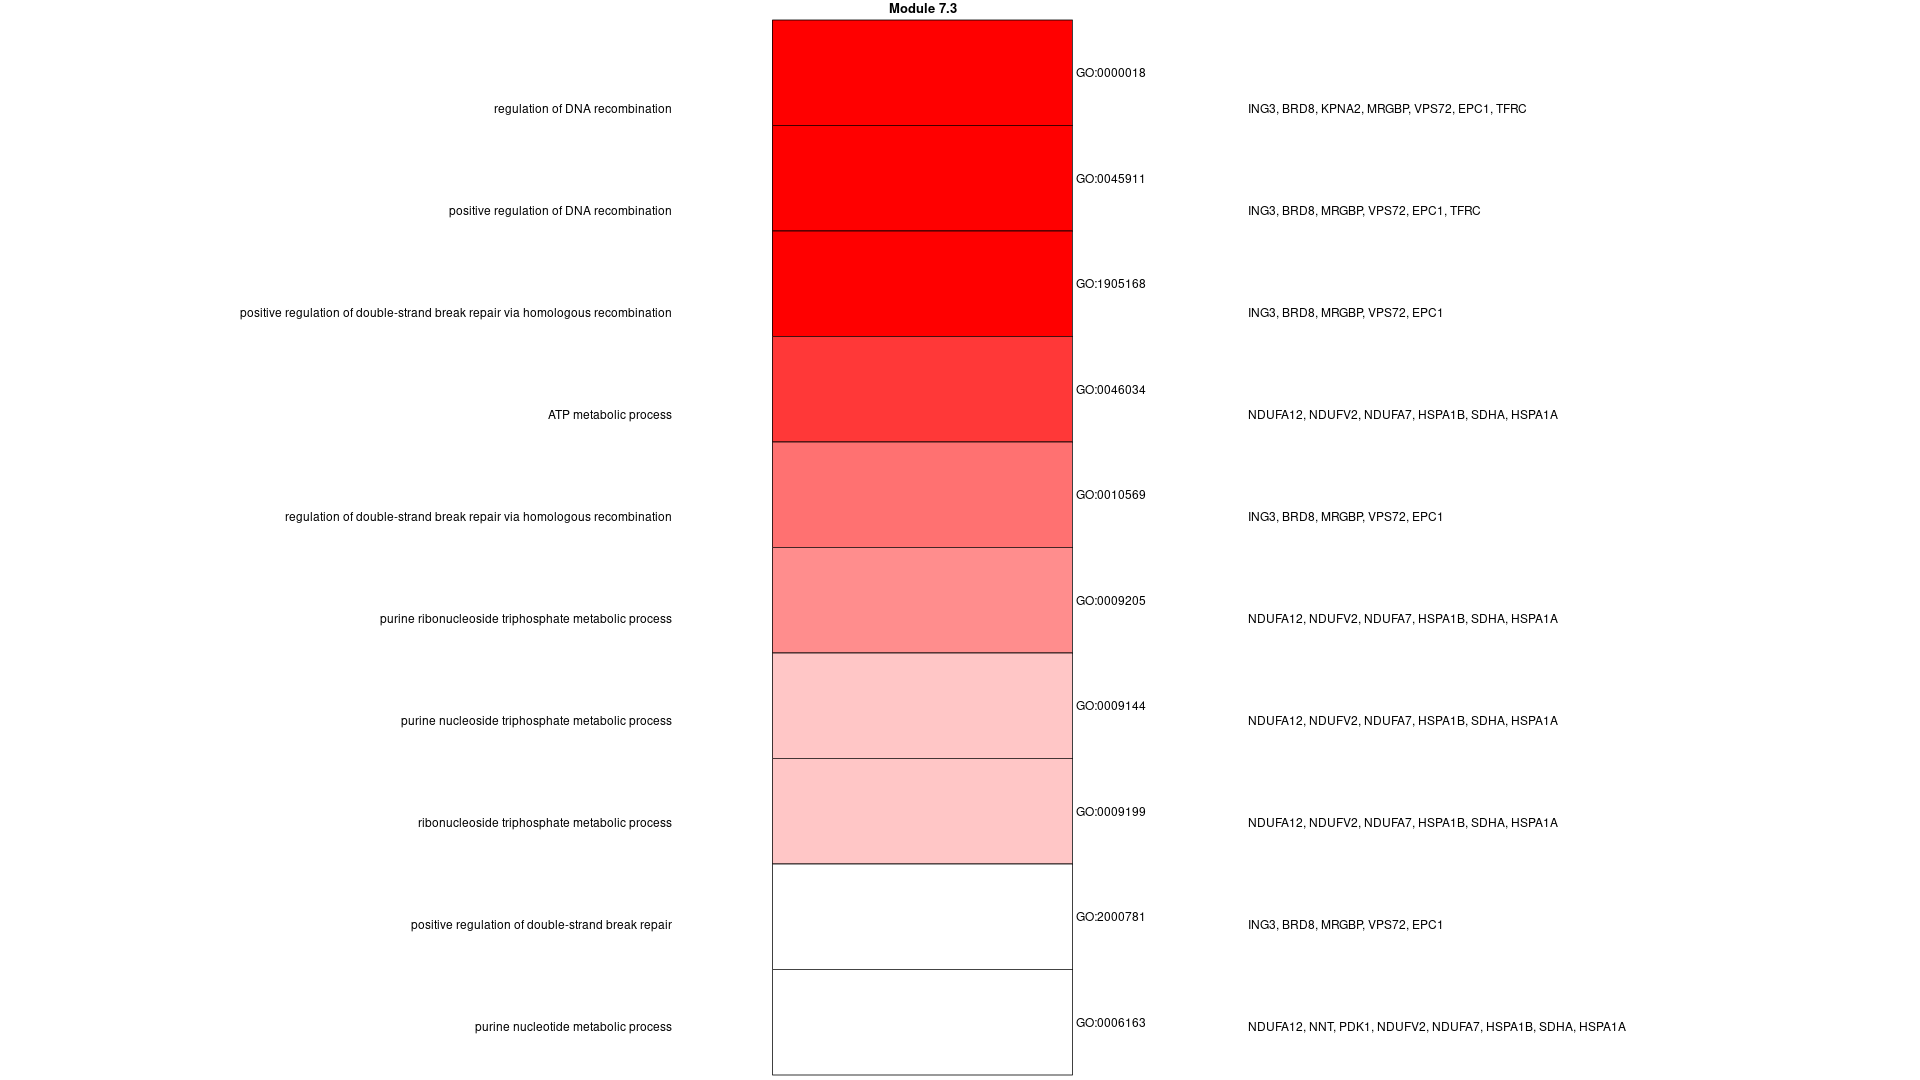 Module 7.3
GO:0000018
regulation of DNA recombination
ING3, BRD8, KPNA2, MRGBP, VPS72, EPC1, TFRC
GO:0045911
positive regulation of DNA recombination
ING3, BRD8, MRGBP, VPS72, EPC1, TFRC
GO:1905168
positive regulation of double-strand break repair via homologous recombination
ING3, BRD8, MRGBP, VPS72, EPC1
GO:0046034
ATP metabolic process
NDUFA12, NDUFV2, NDUFA7, HSPA1B, SDHA, HSPA1A
GO:0010569
regulation of double-strand break repair via homologous recombination
ING3, BRD8, MRGBP, VPS72, EPC1
GO:0009205
purine ribonucleoside triphosphate metabolic process
NDUFA12, NDUFV2, NDUFA7, HSPA1B, SDHA, HSPA1A
GO:0009144
purine nucleoside triphosphate metabolic process
NDUFA12, NDUFV2, NDUFA7, HSPA1B, SDHA, HSPA1A
GO:0009199
ribonucleoside triphosphate metabolic process
NDUFA12, NDUFV2, NDUFA7, HSPA1B, SDHA, HSPA1A
GO:2000781
positive regulation of double-strand break repair
ING3, BRD8, MRGBP, VPS72, EPC1
GO:0006163
purine nucleotide metabolic process
NDUFA12, NNT, PDK1, NDUFV2, NDUFA7, HSPA1B, SDHA, HSPA1A